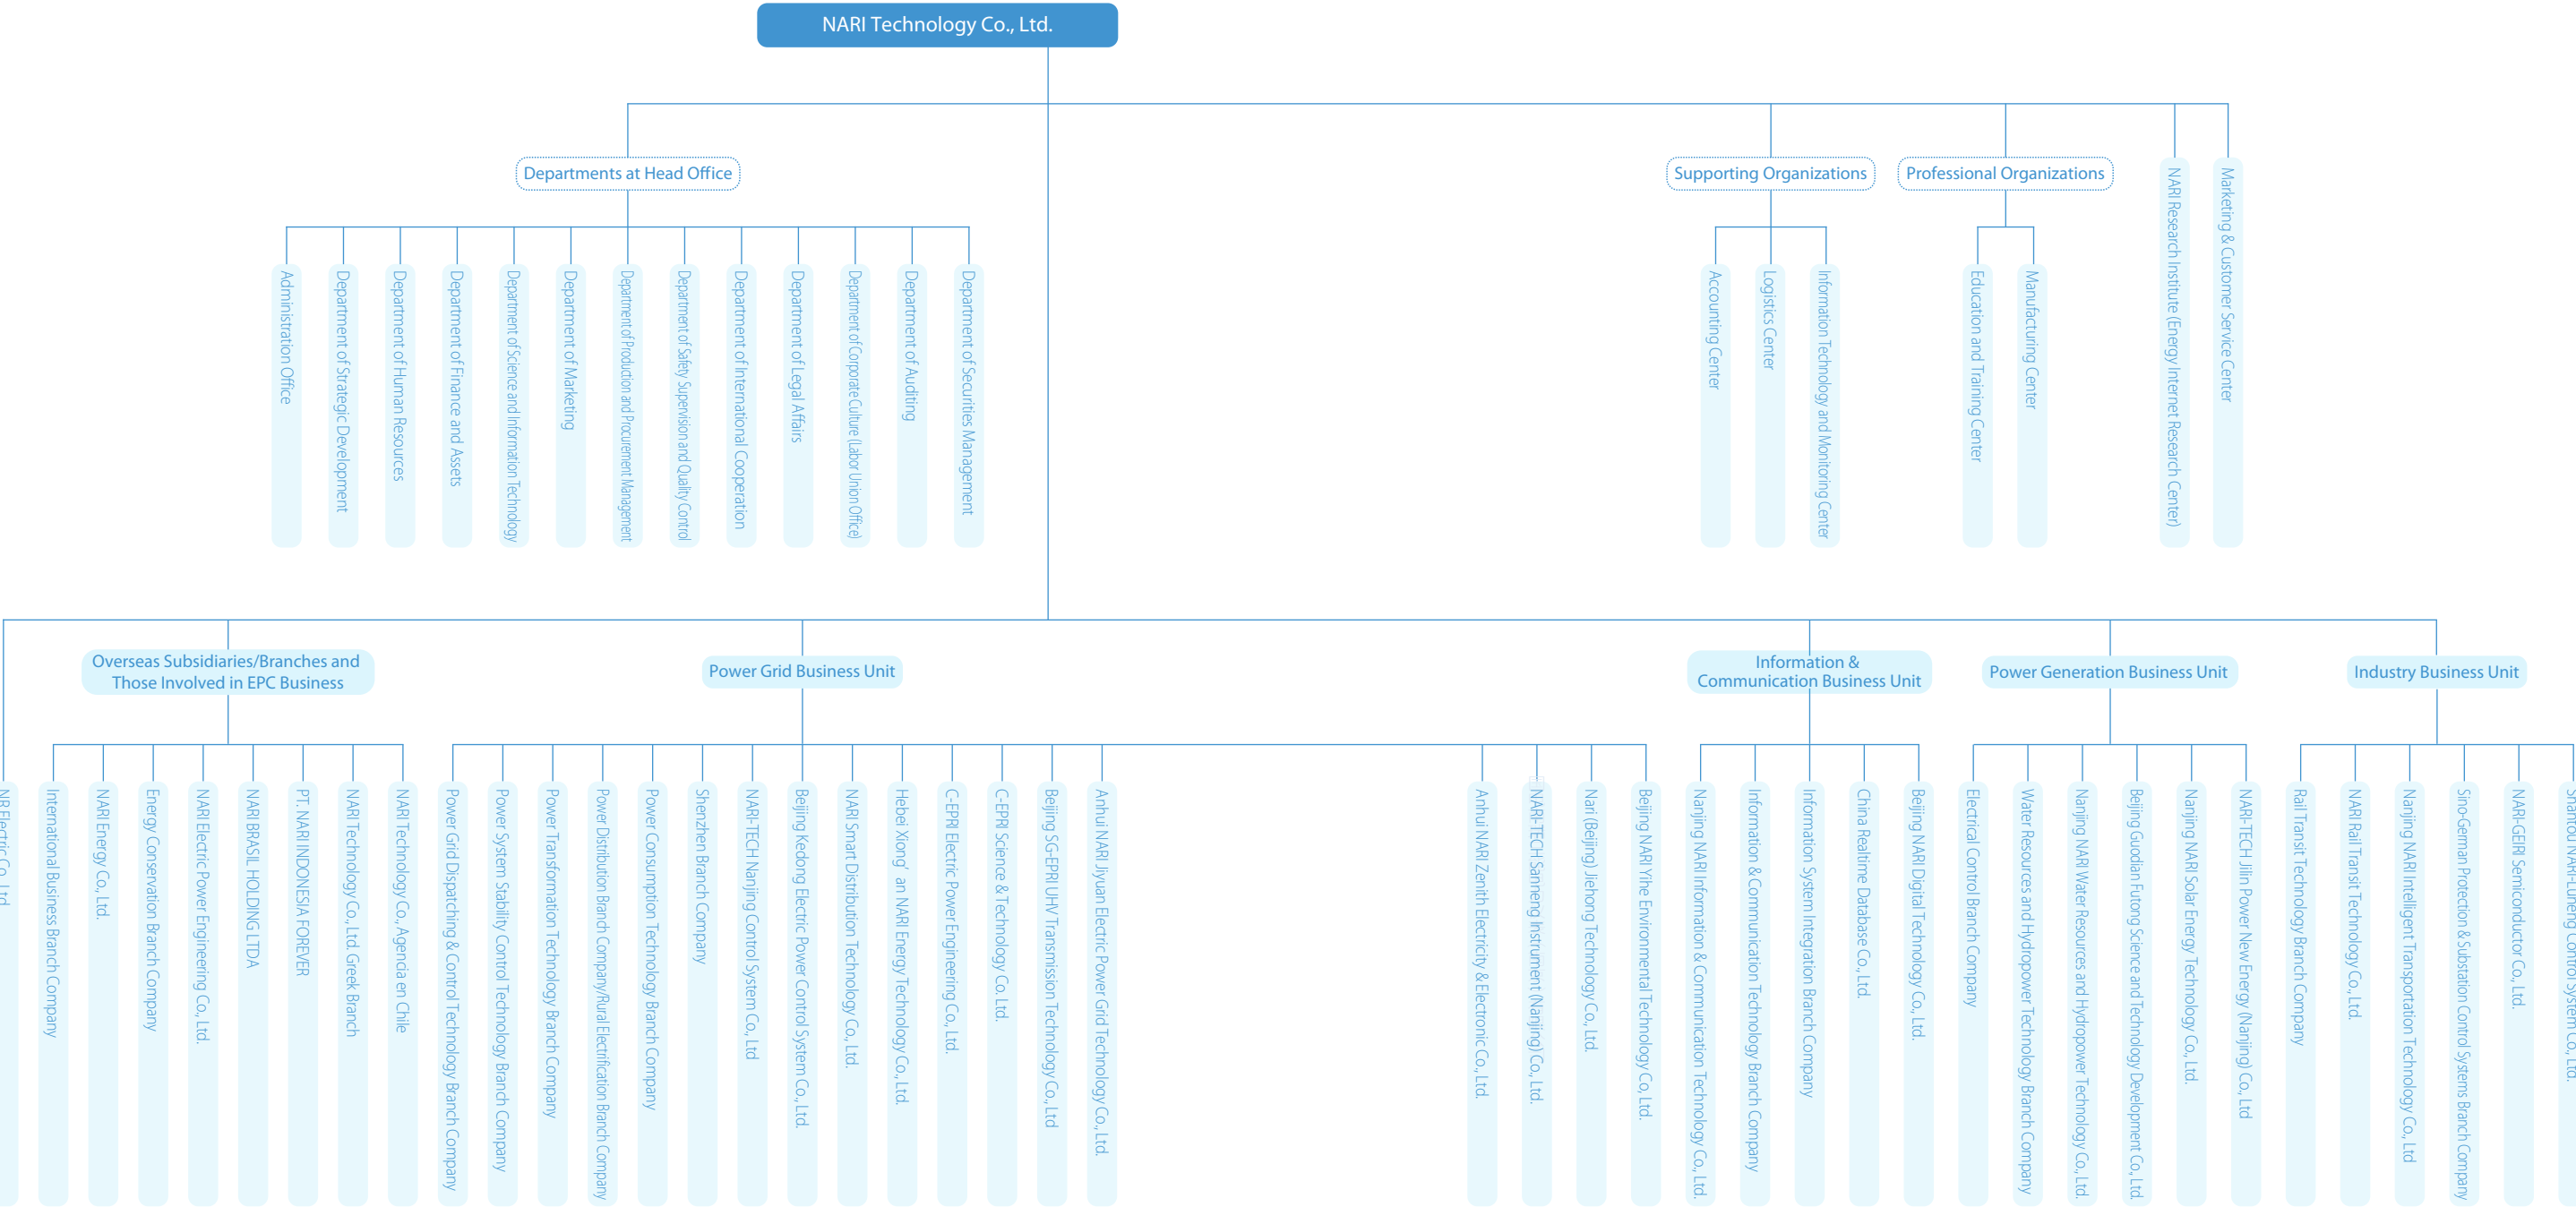 NARI Technology Co., Ltd.
Departments at Head Office
Supporting Organizations
Professional Organizations
NARI Research Institute (Energy Internet Research Center)
Marketing & Customer Service Center
Administration Office
Department of Strategic Development
Department of Human Resources
Department of Finance and Assets
Department of Science and Information Technology
Department of Marketing
Department of Production and Procurement Management
Department of Safety Supervision and Quality Control
Department of International Cooperation
Department of Legal Affairs
Department of Corporate Culture (Labor Union Office)
Department of Auditing
Department of Securities Management
Accounting Center
Logistics Center
Information Technology and Monitoring Center
Education and Training Center
Manufacturing Center
Overseas Subsidiaries/Branches and
Those Involved in EPC Business
Power Grid Business Unit
Information &
Communication Business Unit
Power Generation Business Unit
Industry Business Unit
NR Electric Co., Ltd
International Business Branch Company
NARI Energy Co., Ltd.
Energy Conservation Branch Company
NARI Electric Power Engineering Co., Ltd.
NARI BRASIL HOLDING LTDA
PT. NARI INDONESIA FOREVER
NARI Technology Co., Ltd. Greek Branch
NARI Technology Co., Agencia en Chile
Power Grid Dispatching & Control Technology Branch Company
Power System Stability Control Technology Branch Company
Power Transformation Technology Branch Company
Power Distribution Branch Company/Rural Electrification Branch Company
Power Consumption Technology Branch Company
Shenzhen Branch Company
NARI-TECH Nanjing Control System Co., Ltd
Beijing Kedong Electric Power Control System Co., Ltd.
NARI Smart Distribution Technology Co., Ltd.
Hebei Xiong´ an NARI Energy Technology Co., Ltd.
C-EPRI Electric Power Engineering Co., Ltd.
C-EPRI Science & Technology Co. Ltd.
Beijing SG-EPRI UHV Transmission Technology Co., Ltd
Anhui NARI Jiyuan Electric Power Grid Technology Co., Ltd.
Anhui NARI Zenith Electricity & Electronic Co., Ltd.
NARI-TECH Sanneng Instrument (Nanjing) Co., Ltd.
Nari (Beijing) Jiehong Technology Co., Ltd.
Beijing NARI Yihe Environmental Technology Co., Ltd.
Nanjing NARI Information & Communication Technology Co., Ltd.
Information & Communication Technology Branch Company
Information System Integration Branch Company
China Realtime Database Co., Ltd.
Beijing NARI Digital Technology Co., Ltd.
Electrical Control Branch Company
Water Resources and Hydropower Technology Branch Company
Nanjing NARI Water Resources and Hydropower Technology Co., Ltd.
Beijing Guodian Futong Science and Technology Development Co., Ltd.
Nanjing NARI Solar Energy Technology Co., Ltd.
NARI-TECH Jilin Power New Energy (Nanjing) Co., Ltd
Rail Transit Technology Branch Company
NARI Rail Transit Technology Co., Ltd.
Nanjing NARI Intelligent Transportation Technology Co., Ltd
Sino-German Protection & Substation Control Systems Branch Company
NARI-GEIRI Semiconductor Co., Ltd.
Shantou NARI-Luneng Control System Co., Ltd.